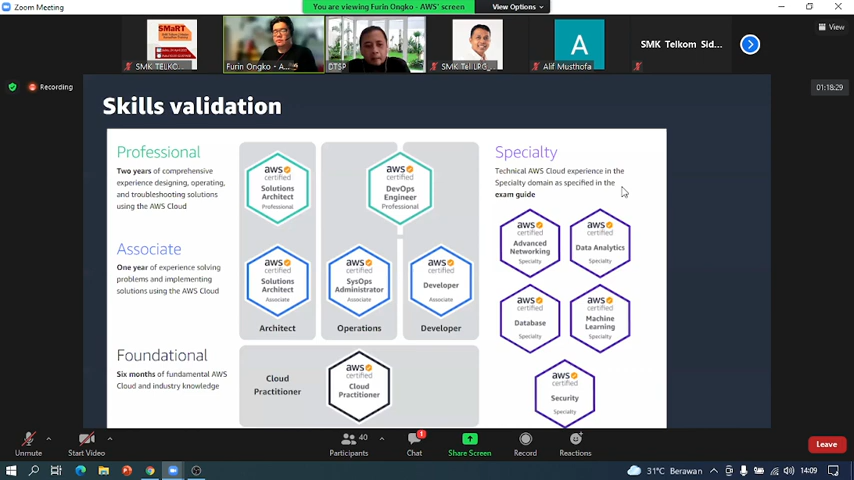 Zoom Meeting
You are viewing Furin Ongko - AWS' screen
View Options
View
SMaRT
SMK TELKO...
Furin Ongko - A...
DTSP
SMK Tel LPG_...
A
Alif Musthofa
SMK Telkom Sid...
Recording
01:18:29
Skills validation
Professional
Two years of comprehensive
experience designing, operating,
and troubleshooting solutions
using the AWS Cloud
aws
certified
Solutions
Architect
Professional
aws
certified
DevOps
Engineer
Professional
Associate
One year of experience solving
problems and implementing
solutions using the AWS Cloud
aws
certified
Solutions
Architect
Associate
aws
certified
SysOps
Administrator
Associate
aws
certified
Developer
Associate
Architect
Operations
Developer
Foundational
Six months of fundamental AWS
Cloud and industry knowledge
Cloud
Practitioner
aws
certified
Cloud
Practitioner
Specialty
Technical AWS Cloud experience in the
Specialty domain as specified in the
exam guide
aws
certified
Advanced
Networking
Specialty
aws
certified
Data Analytics
Specialty
aws
certified
Database
Specialty
aws
certified
Machine
Learning
Specialty
aws
certified
Security
Specialty
Unmute
Start Video
40
Participants
1
Chat
Share Screen
Record
Reactions
Leave
31°C Berawan
14:09